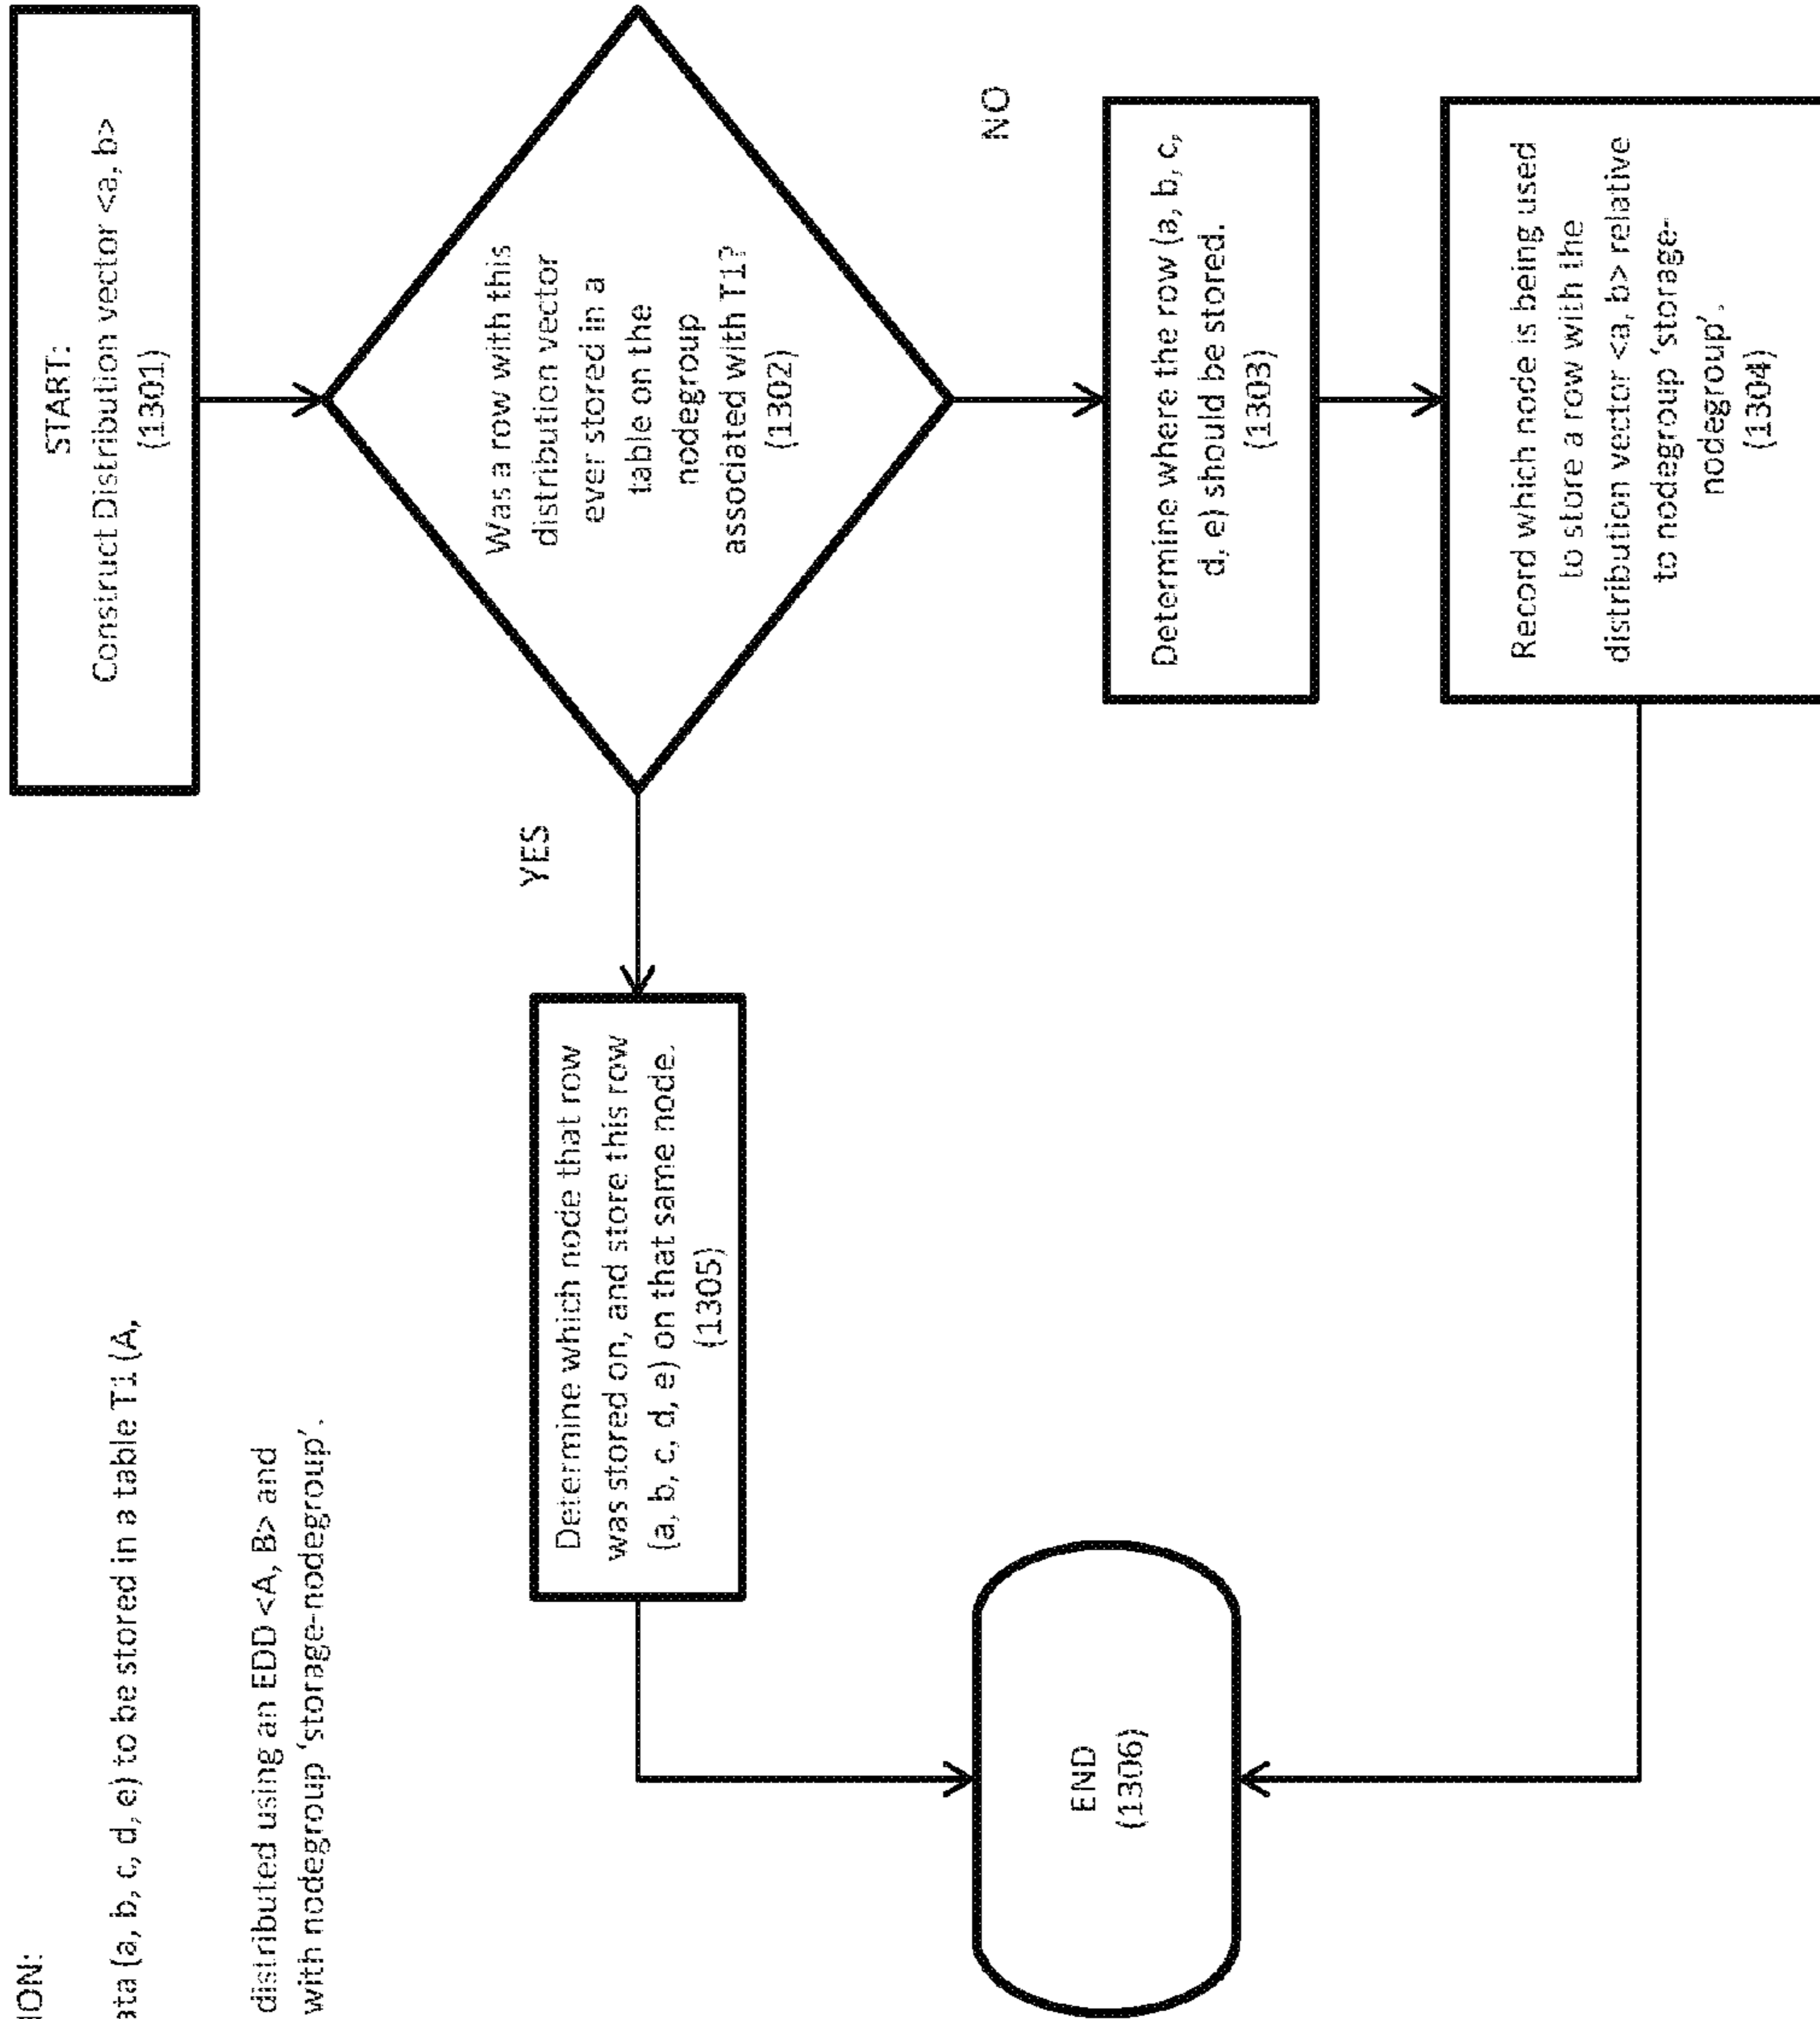 ION:
ata (a, b, c, d, e) to be stored in a table T1 (A,
distributed using an EDD <A, B> and
with nodegroup 'storage-nodegroup'.
START:
Construct Distribution vector <a, b>
(1301)
Was a row with this
distribution vector
ever stored in a
table on the
nodegroup
associated with T1?
(1302)
YES
NO
Determine which node that row
was stored on, and store this row
(a, b, c, d, e) on that same node.
(1305)
Determine where the row (a, b, c,
d, e) should be stored.
(1303)
Record which node is being used
to store a row with the
distribution vector <a, b> relative
to nodegroup 'storage-
nodegroup'.
(1304)
END
(1306)